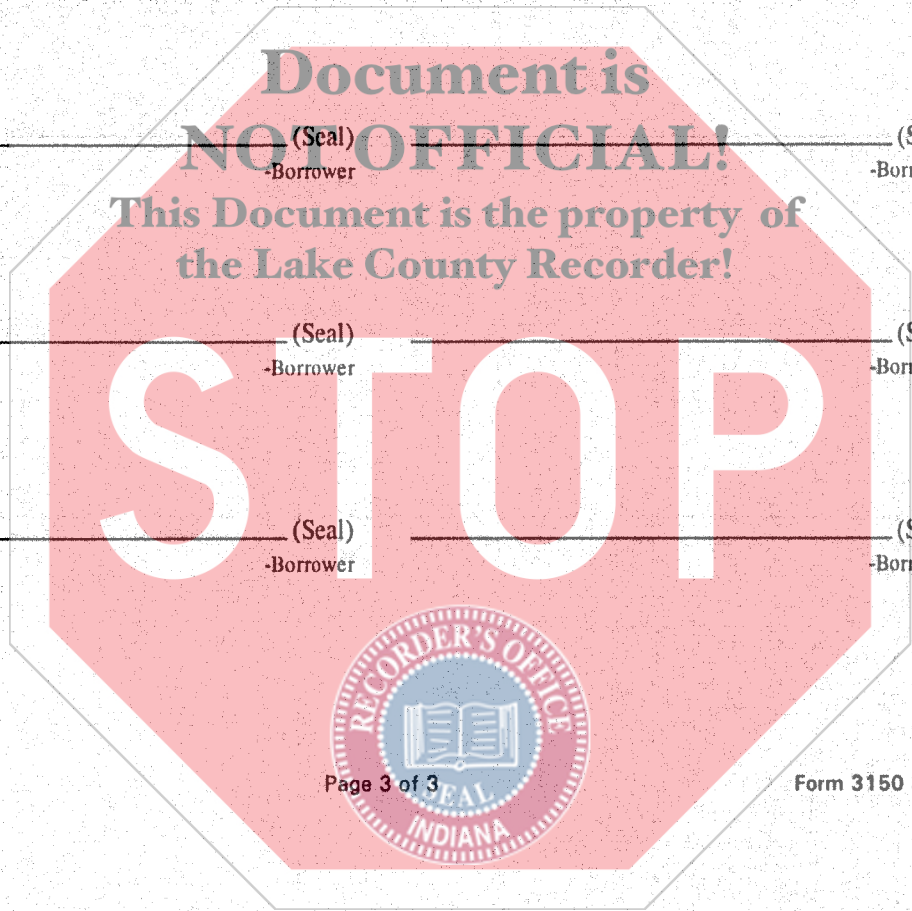 Document is
NOT OFFICIAL!
(Seal)
-Borrower
This Document is the property of
the Lake County Recorder!
(Seal)
-Borrower
STOP
(Seal)
-Borrower
RECORDER'S OFFICE
Page 3 of 3
Form 3150
SEAL
INDIANA